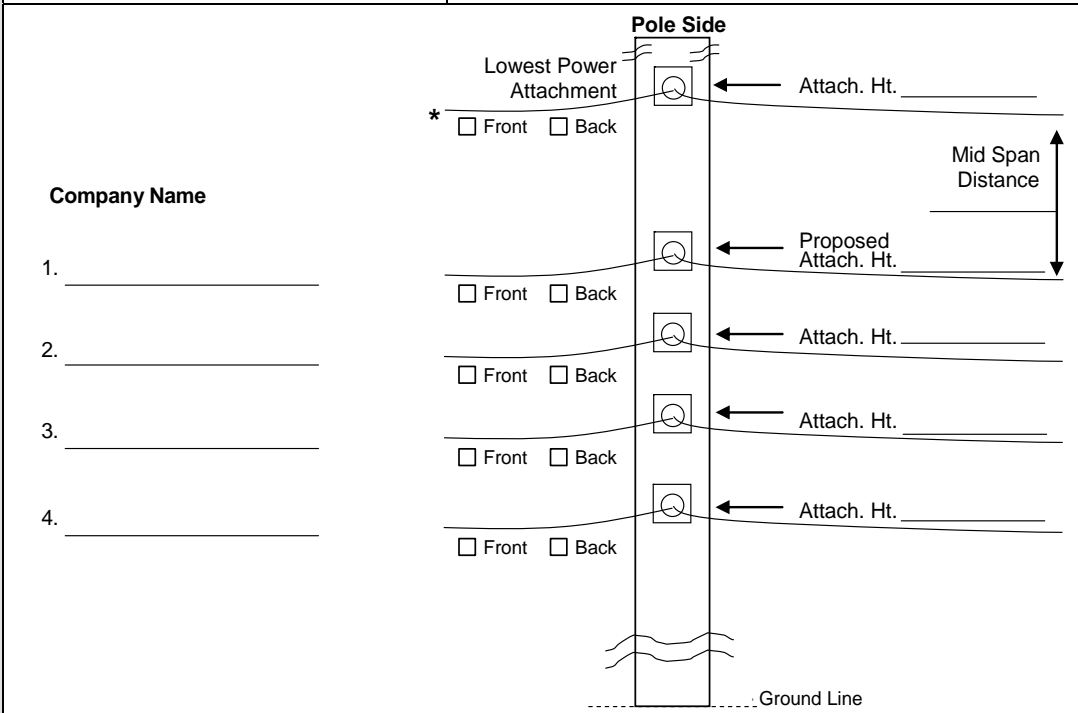 Pole Side
Lowest Power
Attachment
Attach. Ht.
*
Front Back
Mid Span
Distance
Company Name
Proposed
Attach. Ht.
1.
Front Back
2.
Attach. Ht.
Front Back
3.
Attach. Ht.
Front Back
4.
Attach. Ht.
Front Back
Ground Line